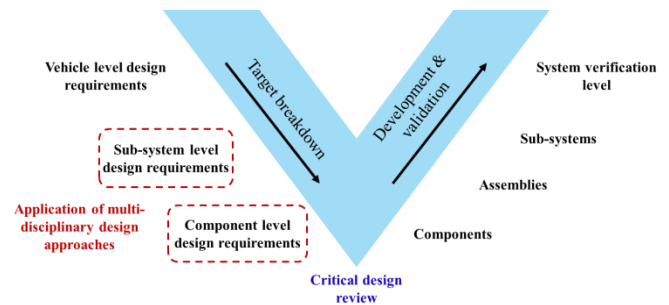 Vehicle level design
requirements
Sub-system level
design requirements
Application of multi-
disciplinary design
approaches
Component level
design requirements
Target breakdown
Critical design
review
Development &
validation
System verification
level
Sub-systems
Assemblies
Components